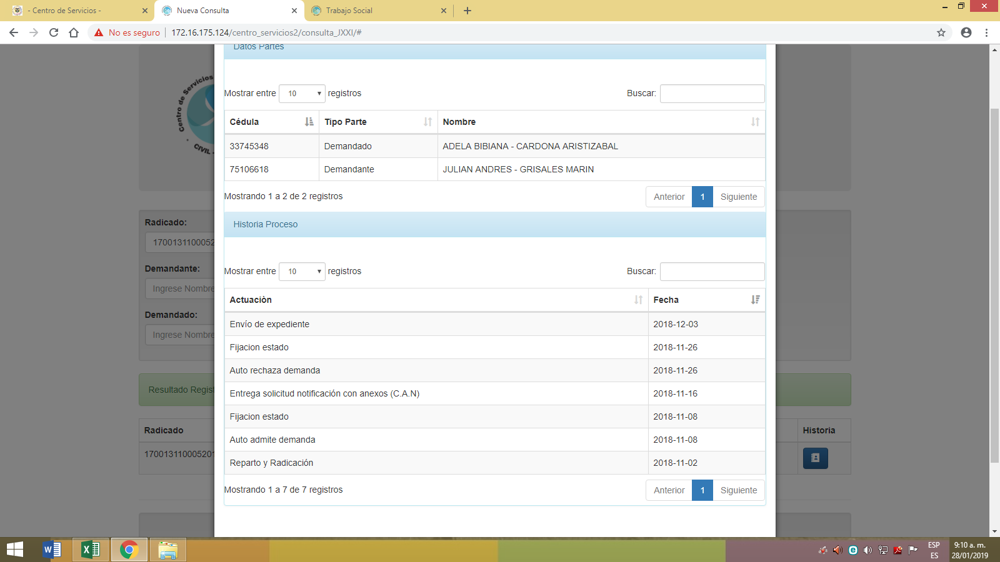 - Centro de Servicios -
Nueva Consulta
Trabajo Social
No es seguro
172.16.175.124/centro_servicios2/consulta_JXXI/#
Datos Partes
Centro de Servicios
CIVIL -
Mostrar entre 10 registros
Buscar:
Cédula Tipo Parte Nombre
33745348 Demandado ADELA BIBIANA - CARDONA ARISTIZABAL
75106618 Demandante JULIAN ANDRES - GRISALES MARIN
Mostrando 1 a 2 de 2 registros
Anterior 1 Siguiente
Historia Proceso
Radicado:
1700131100052
Demandante:
Ingrese Nombre
Demandado:
Ingrese Nombre
Mostrar entre 10 registros
Buscar:
Actuaciòn Fecha
Envío de expediente 2018-12-03
Fijacion estado 2018-11-26
Auto rechaza demanda 2018-11-26
Entrega solicitud notificación con anexos (C.A.N) 2018-11-16
Fijacion estado 2018-11-08
Auto admite demanda 2018-11-08
Reparto y Radicación 2018-11-02
Mostrando 1 a 7 de 7 registros
Anterior 1 Siguiente
Resultado Regist
Radicado
Historia
170013110005201
ESP
ES
9:10 a. m.
28/01/2019